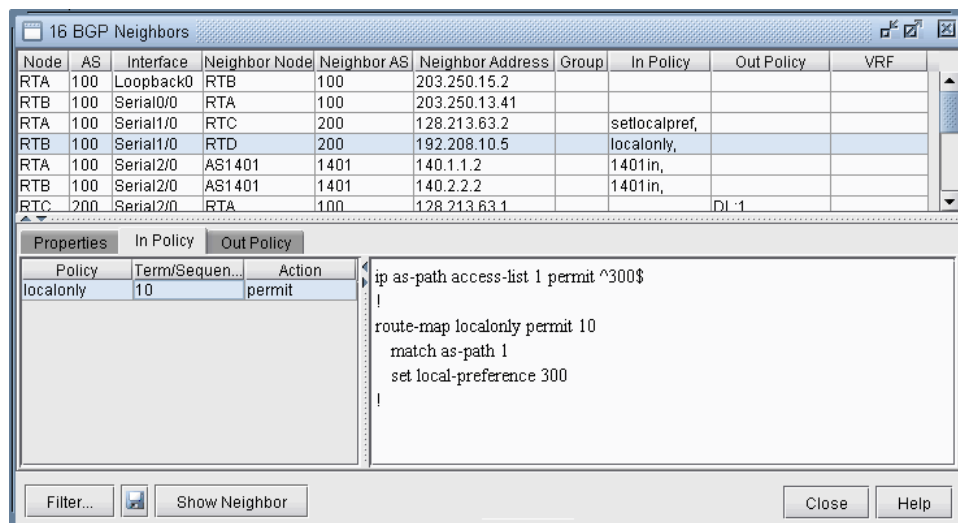 16 BGP Neighbors
Node AS Interface Neighbor Node Neighbor AS Neighbor Address Group In Policy Out Policy VRF
RTA 100 Loopback0 RTB 100 203.250.15.2
RTB 100 Serial0/0 RTA 100 203.250.13.41
RTA 100 Serial1/0 RTC 200 128.213.63.2 setlocalpref,
RTB 100 Serial1/0 RTD 200 192.208.10.5 localonly,
RTA 100 Serial2/0 AS1401 1401 140.1.1.2 1401in,
RTB 100 Serial2/0 AS1401 1401 140.2.2.2 1401in,
RTC 200 Serial2/0 RTA 100 128.213.63.1 DL:1
Properties In Policy Out Policy
Policy Term/Sequen... Action
localonly 10 permit
ip as-path access-list 1 permit ^300$
!
route-map localonly permit 10
match as-path 1
set local-preference 300
!
Filter... Show Neighbor Close Help